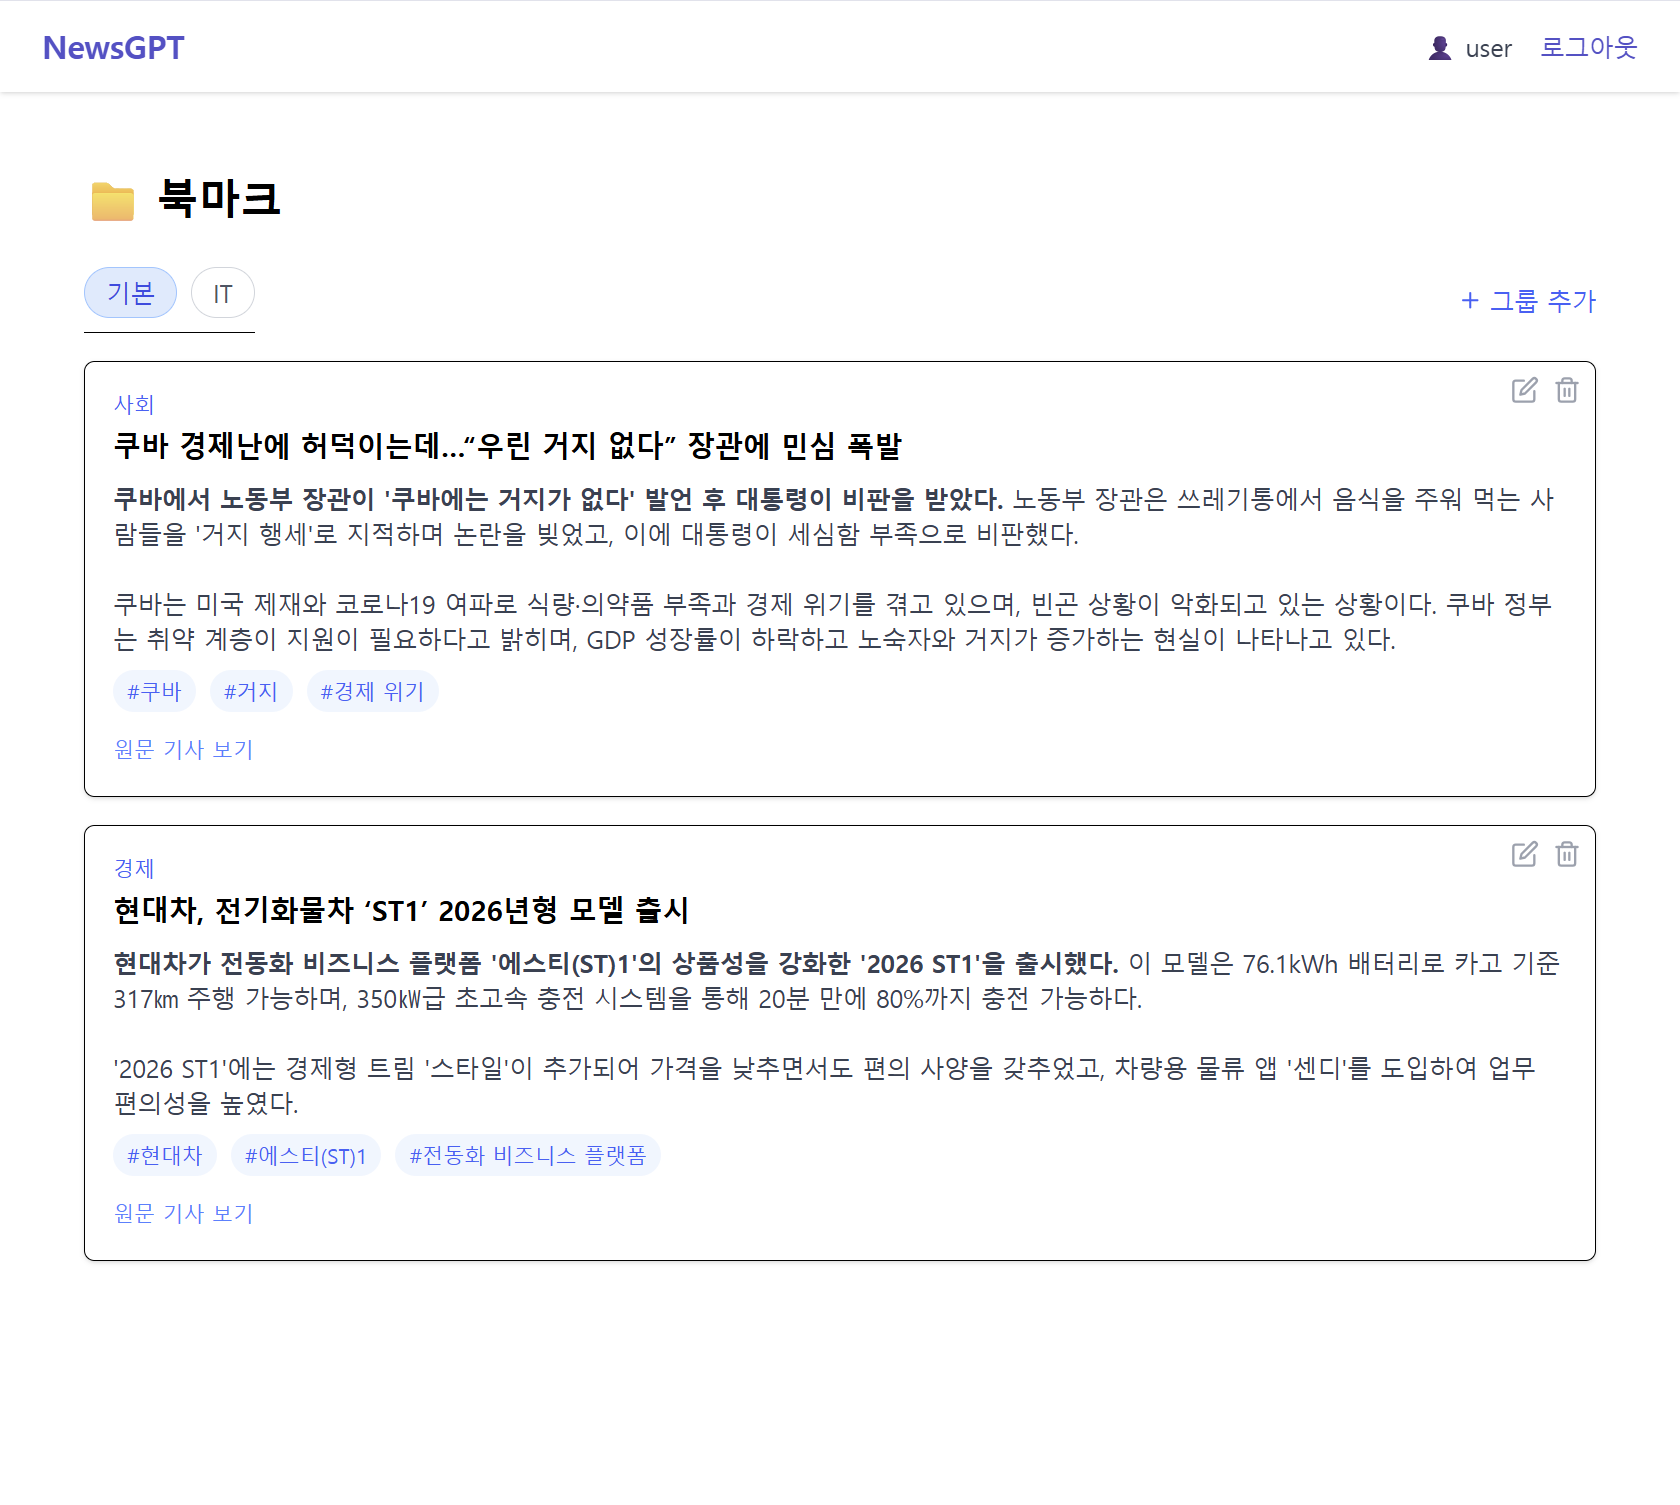 NewsGPT
user 로그아웃
북마크
기본 IT
+ 그룹 추가
사회
쿠바 경제난에 허덕이는데…“우린 거지 없다” 장관에 민심 폭발
쿠바에서 노동부 장관이 '쿠바에는 거지가 없다' 발언 후 대통령이 비판을 받았다. 노동부 장관은 쓰레기통에서 음식을 주워 먹는 사
람들을 '거지 행세'로 지적하며 논란을 빚었고, 이에 대통령이 세심함 부족으로 비판했다.
쿠바는 미국 제재와 코로나19 여파로 식량·의약품 부족과 경제 위기를 겪고 있으며, 빈곤 상황이 악화되고 있는 상황이다. 쿠바 정부
는 취약 계층이 지원이 필요하다고 밝히며, GDP 성장률이 하락하고 노숙자와 거지가 증가하는 현실이 나타나고 있다.
#쿠바 #거지 #경제 위기
원문 기사 보기
경제
현대차, 전기화물차 ‘ST1’ 2026년형 모델 출시
현대차가 전동화 비즈니스 플랫폼 '에스티(ST)1'의 상품성을 강화한 '2026 ST1'을 출시했다. 이 모델은 76.1kWh 배터리로 카고 기준
317㎞ 주행 가능하며, 350㎾급 초고속 충전 시스템을 통해 20분 만에 80%까지 충전 가능하다.
'2026 ST1'에는 경제형 트림 '스타일'이 추가되어 가격을 낮추면서도 편의 사양을 갖추었고, 차량용 물류 앱 '센디'를 도입하여 업무
편의성을 높였다.
#현대차 #에스티(ST)1 #전동화 비즈니스 플랫폼
원문 기사 보기